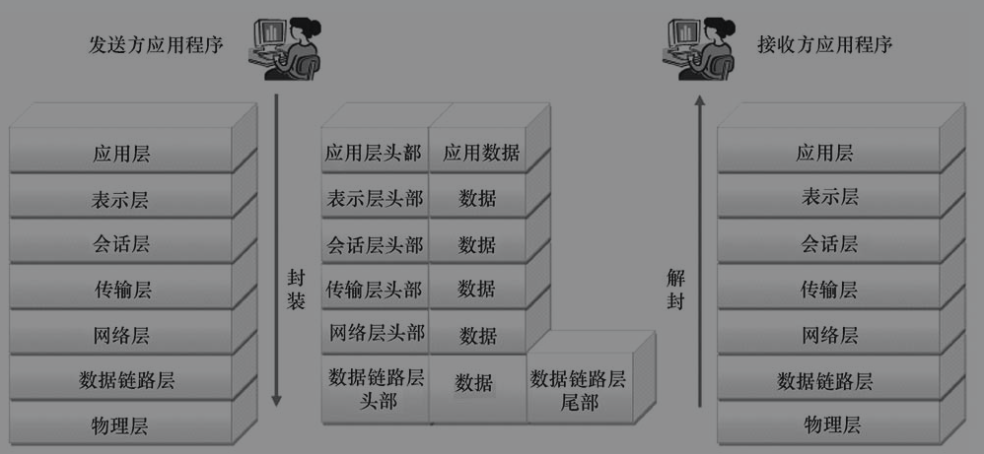 发送方应用程序
接收方应用程序
应用层
表示层
会话层
传输层
网络层
数据链路层
物理层
封
装
应用层头部 应用数据
表示层头部 数据
会话层头部 数据
传输层头部 数据
网络层头部 数据
数据链路层
头部
数据
数据链路层
尾部
解
封
应用层
表示层
会话层
传输层
网络层
数据链路层
物理层